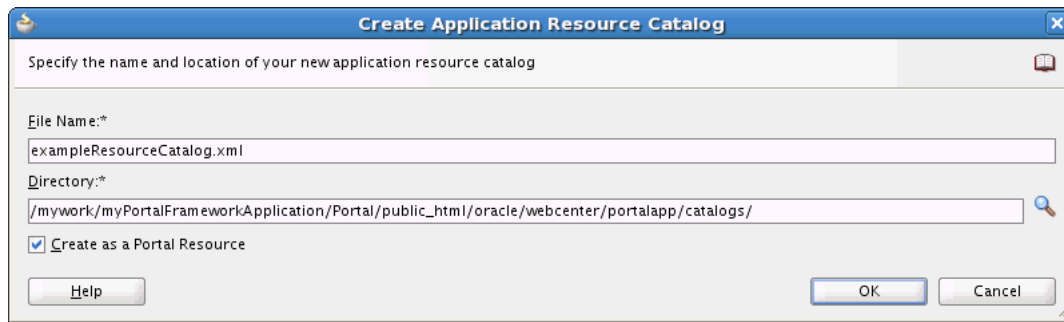 Create Application Resource Catalog
Specify the name and location of your new application resource catalog
File Name:*
exampleResourceCatalog.xml
Directory:*
/mywork/myPortalFrameworkApplication/Portal/public_html/oracle/webcenter/portalapp/catalogs/
Create as a Portal Resource
Help OK Cancel